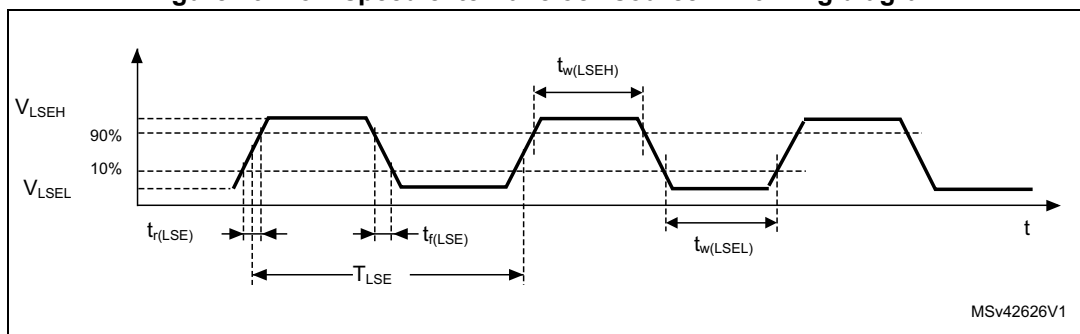 t_w(LSEH)
V_LSEH
90%
10%
V_LSEL
t_r(LSE)
t_f(LSE)
t_w(LSEL)
t
T_LSE
MSv42626V1